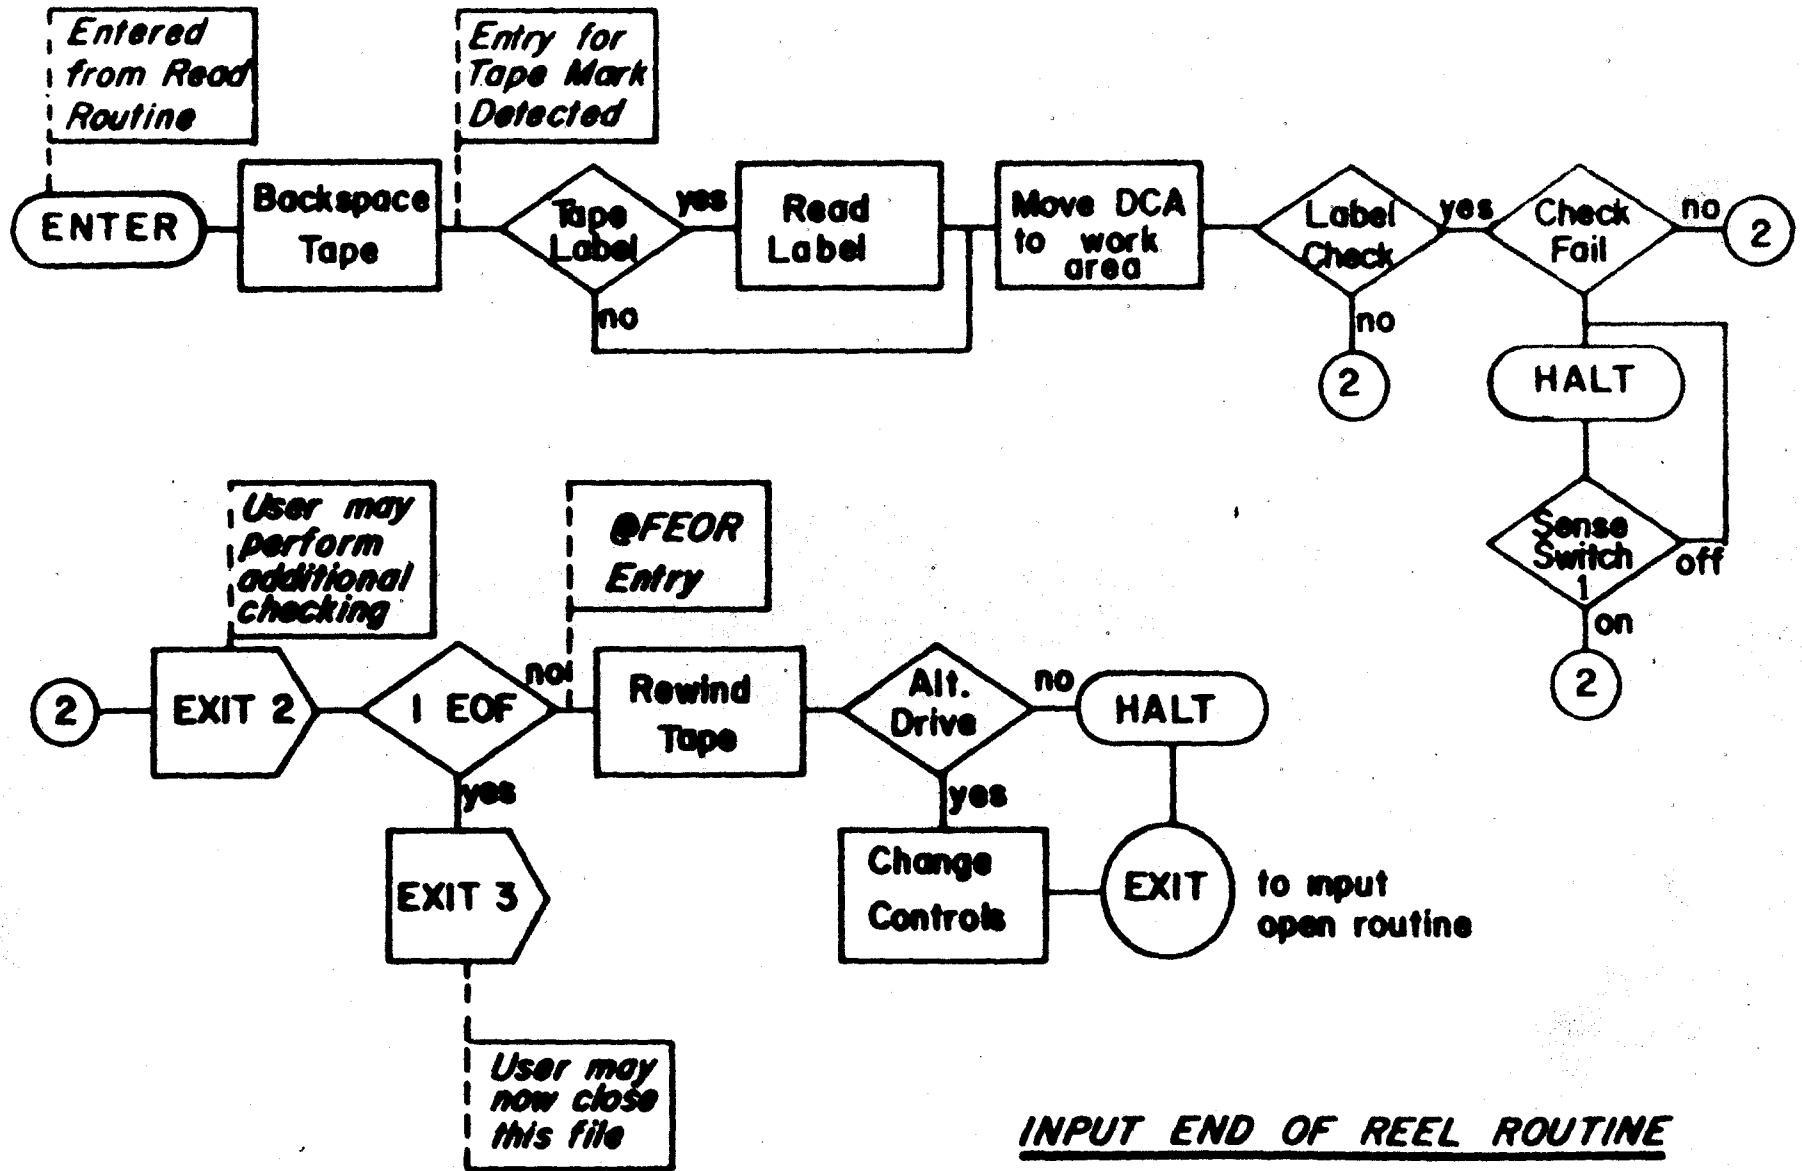 Entered
from Read
Routine
Entry for
Tape Mark
Detected
ENTER
Backspace
Tape
Tape
Label
yes
no
Read
Label
Move DCA
to work
area
Label
Check
yes
no
2
Check
Fail
no
2
HALT
Sense
Switch
1
off
on
2
User may
perform
additional
checking
@FEOR
Entry
2
EXIT 2
1 EOF
no
yes
Rewind
Tape
Alt.
Drive
no
yes
HALT
EXIT 3
Change
Controls
EXIT
to input
open routine
User may
now close
this file
INPUT END OF REEL ROUTINE